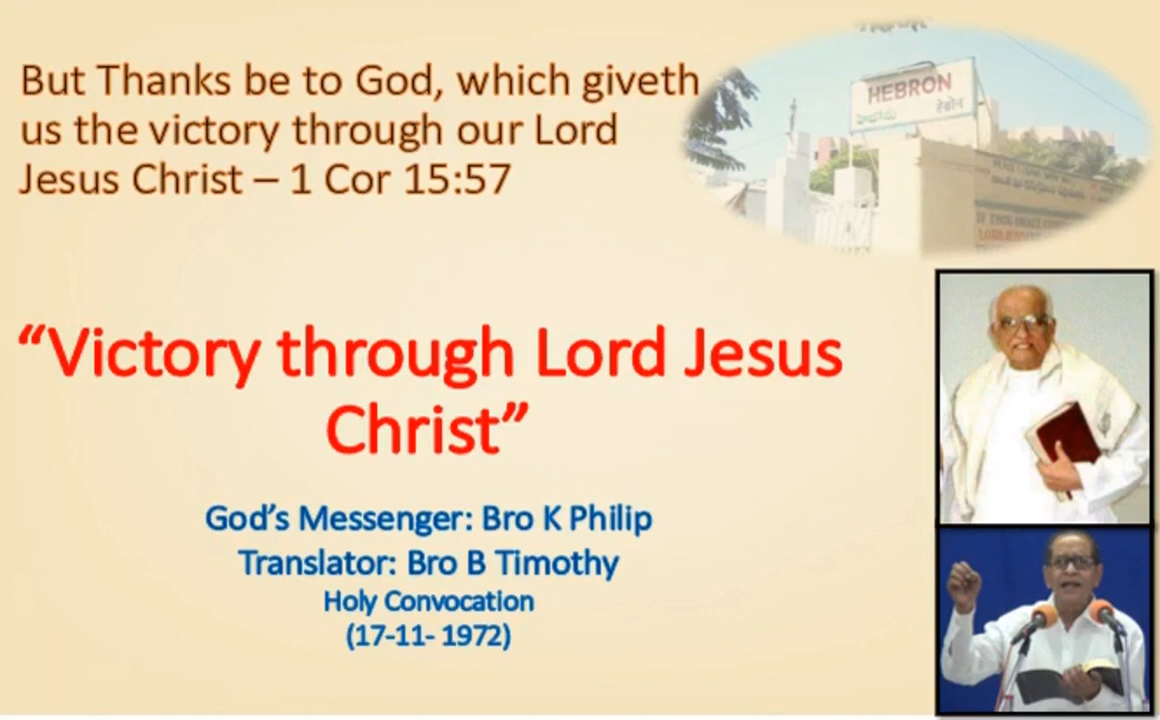 But Thanks be to God, which giveth
us the victory through our Lord
Jesus Christ – 1 Cor 15:57
HEBRON
हेब्रोन
“Victory through Lord Jesus
Christ”
God’s Messenger: Bro K Philip
Translator: Bro B Timothy
Holy Convocation
(17-11- 1972)